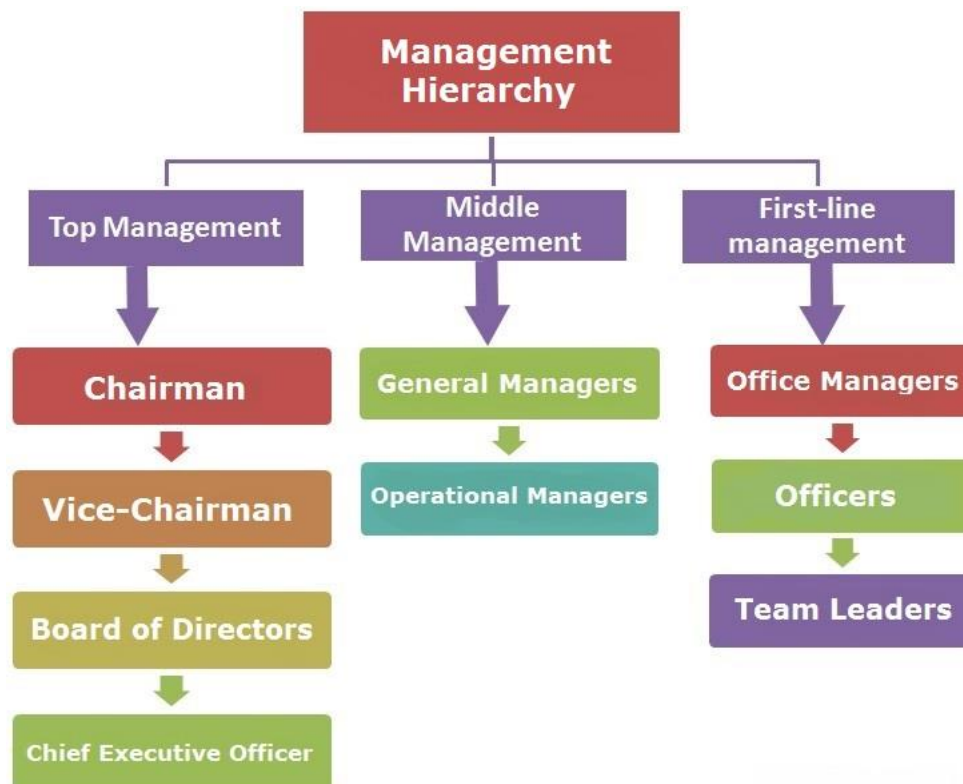 Management
Hierarchy
Top Management
Middle
Management
First-line
management
Chairman
Vice-Chairman
Board of Directors
Chief Executive Officer
General Managers
Operational Managers
Office Managers
Officers
Team Leaders